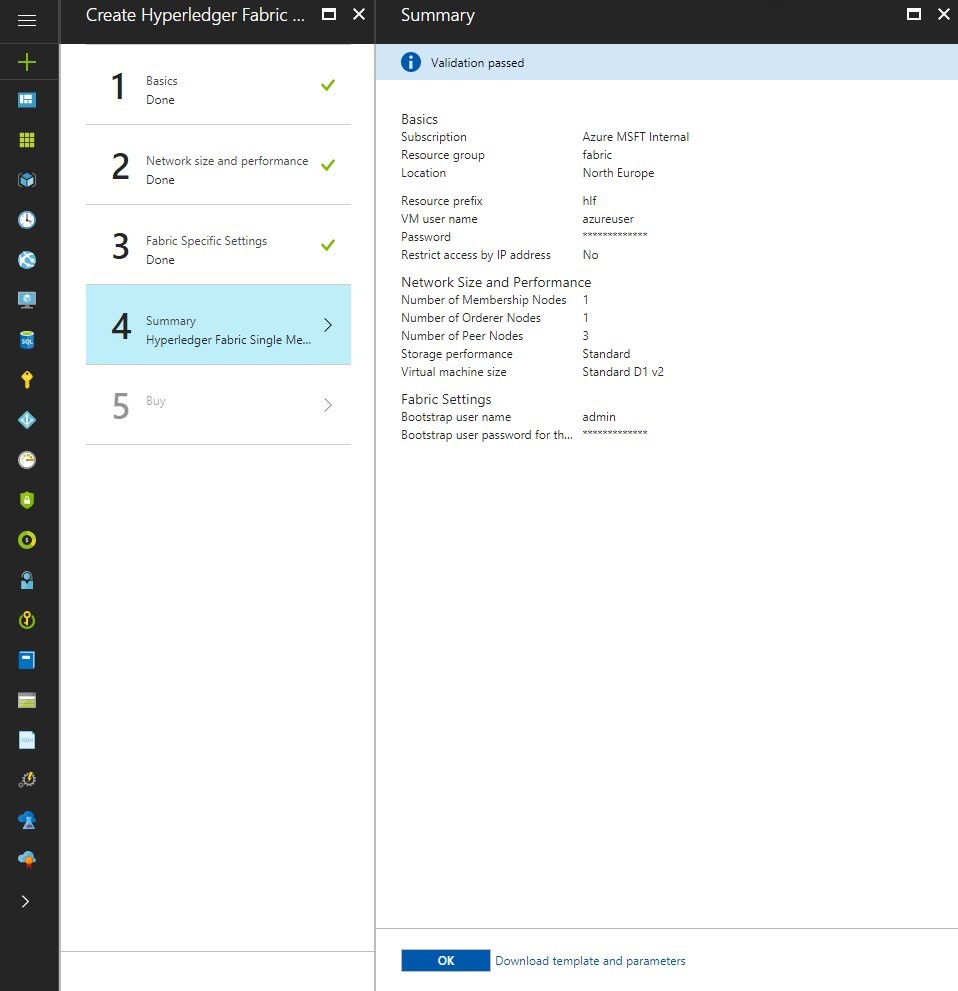 Create Hyperledger Fabric ...
1 Basics
Done
2 Network size and performance
Done
3 Fabric Specific Settings
Done
4 Summary
Hyperledger Fabric Single Me...
5 Buy
Summary
Validation passed
Basics
Subscription Azure MSFT Internal
Resource group fabric
Location North Europe
Resource prefix hlf
VM user name azureuser
Password *************
Restrict access by IP address No
Network Size and Performance
Number of Membership Nodes 1
Number of Orderer Nodes 1
Number of Peer Nodes 3
Storage performance Standard
Virtual machine size Standard D1 v2
Fabric Settings
Bootstrap user name admin
Bootstrap user password for th... *************
OK Download template and parameters
SQL